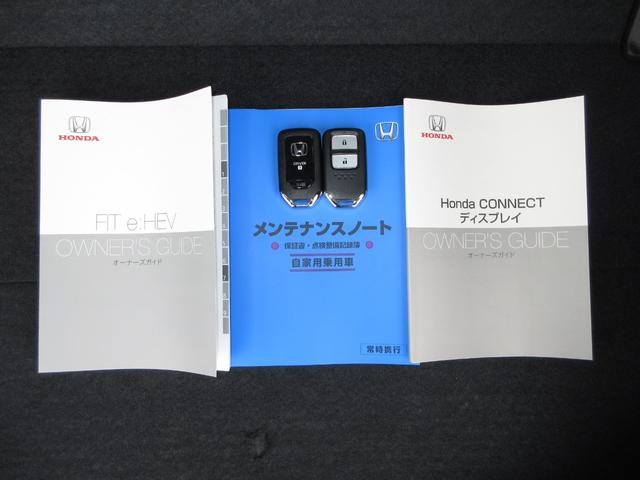 HONDA
FIT e:HEV
OWNER'S GUIDE
オーナーズガイド
DRIVER 1
メンテナンスノート
保証書・点検整備記録簿
自家用乗用車
常時携行
HONDA
Honda CONNECT
ディスプレイ
OWNER'S GUIDE
オーナーズガイド